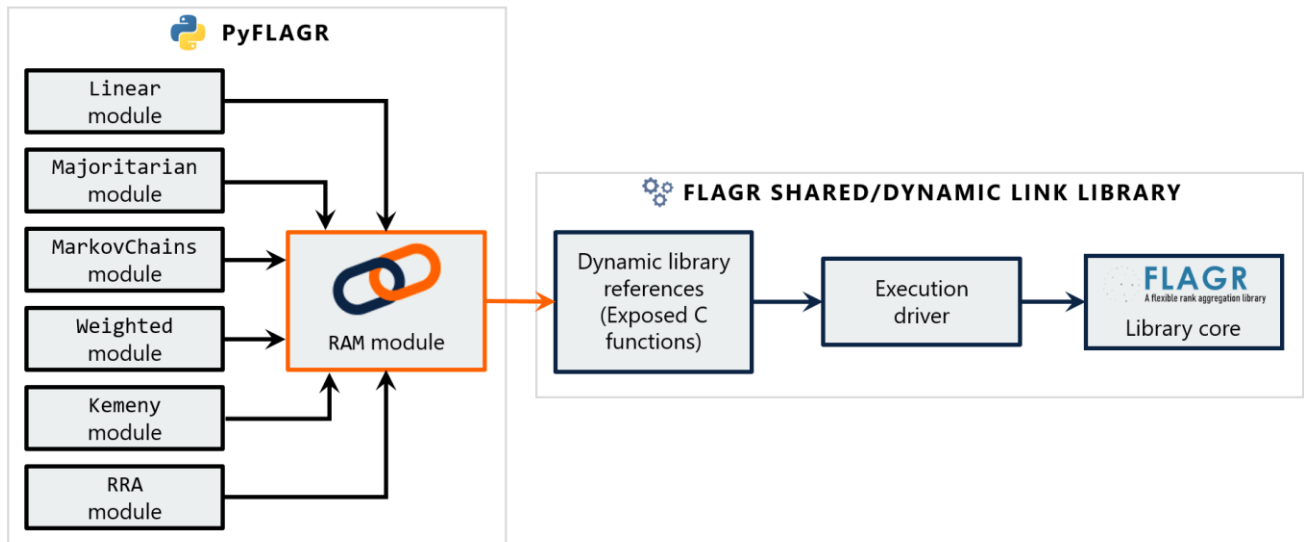 PyFLAGR
Linear
module
Majoritarian
module
MarkovChains
module
Weighted
module
Kemeny
module
RRA
module
RAM module
FLAGR SHARED/DYNAMIC LINK LIBRARY
Dynamic library
references
(Exposed C
functions)
Execution
driver
FLAGR
A flexible rank aggregation library
Library core